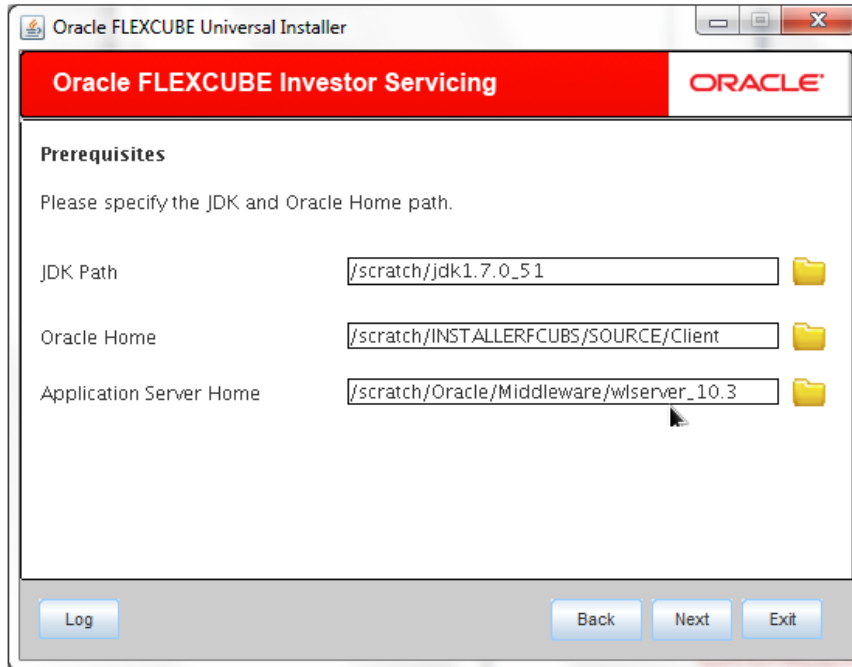 Oracle FLEXCUBE Universal Installer
Oracle FLEXCUBE Investor Servicing
ORACLE
Prerequisites
Please specify the JDK and Oracle Home path.
JDK Path /scratch/jdk1.7.0_51
Oracle Home /scratch/INSTALLERFCUBS/SOURCE/Client
Application Server Home /scratch/Oracle/Middleware/wlserver_10.3
Log Back Next Exit